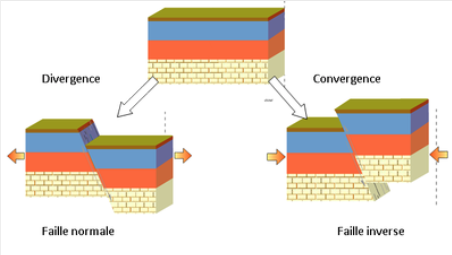 Divergence
Convergence
Faille normale
Faille inverse